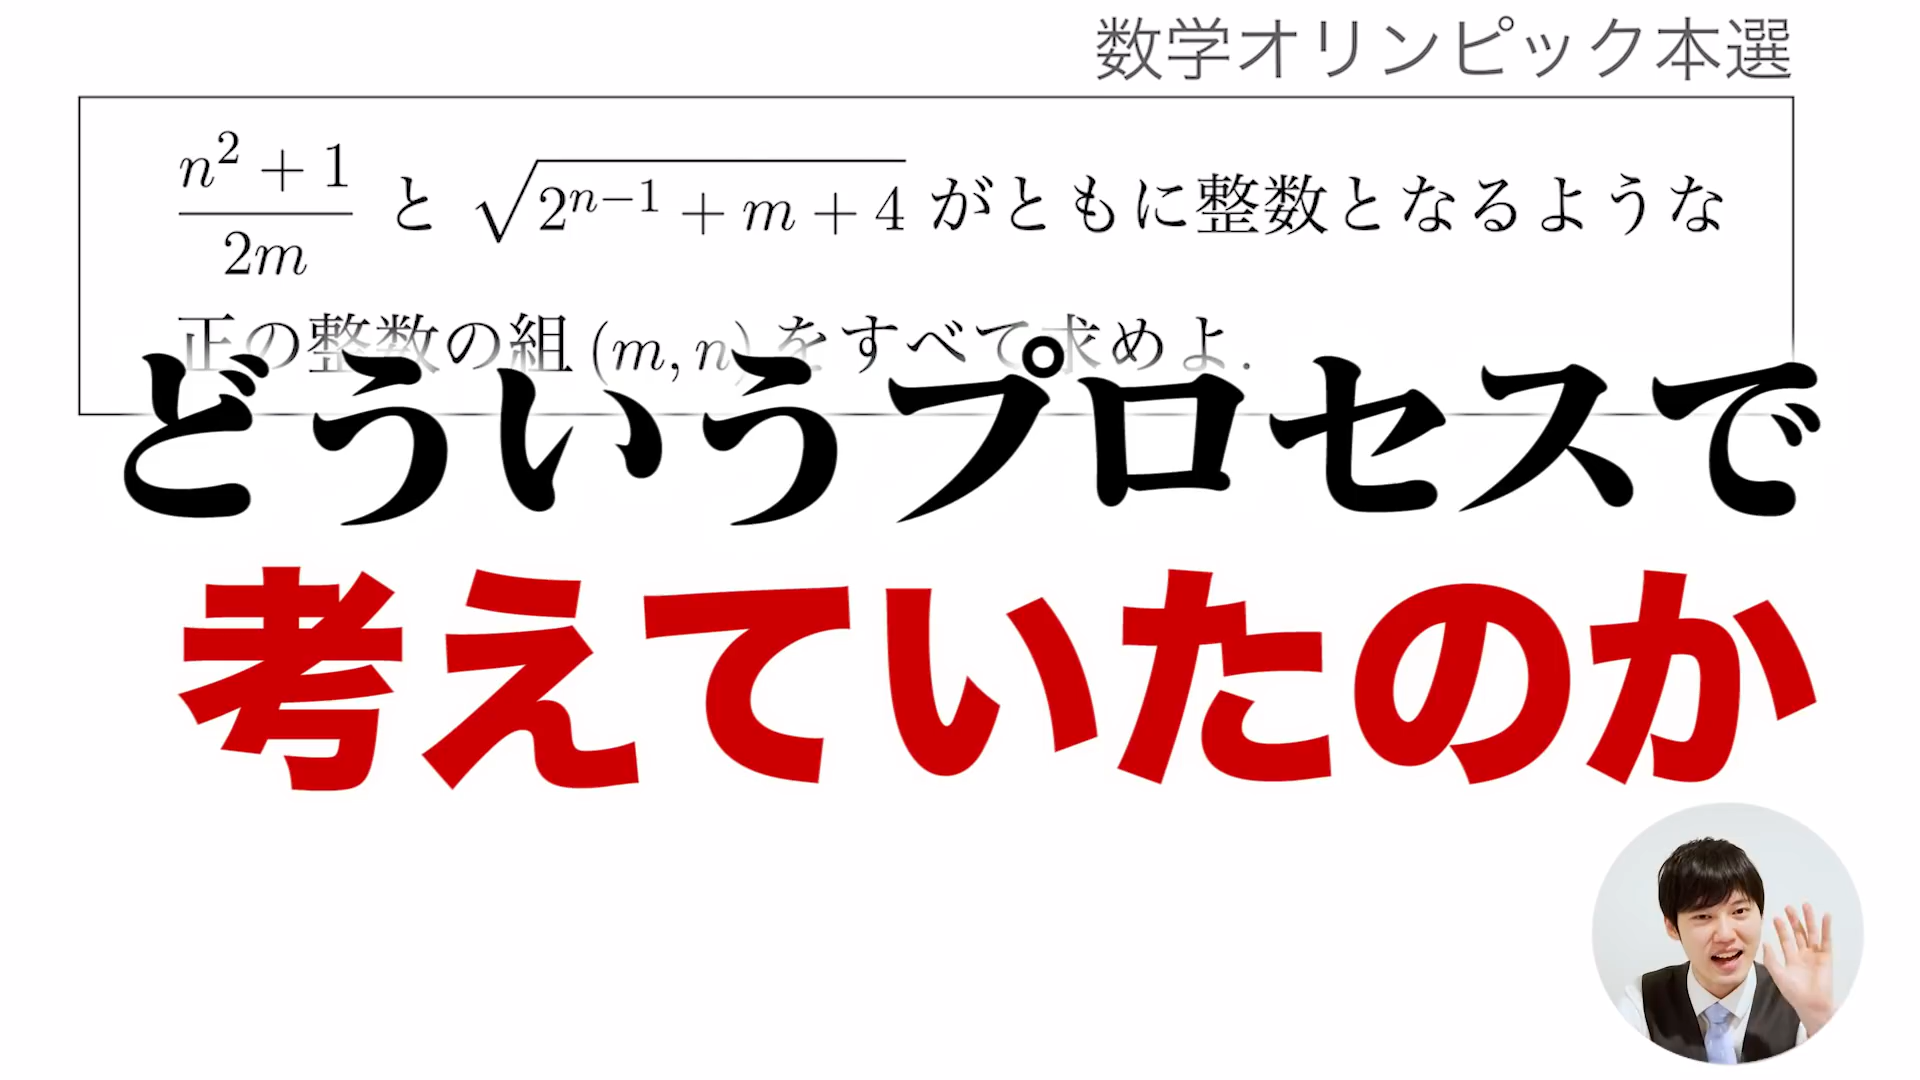 数学オリンピック本選
\frac{n^2+1}{2m} と \sqrt{2^{n-1}+m+4} がともに整数となるような
正の整数の組 (m, n) をすべて求めよ.
どういうプロセスで
考えていたのか